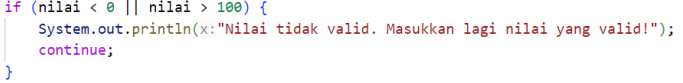 if (nilai < 0 || nilai > 100) {
System.out.println(x:"Nilai tidak valid. Masukkan lagi nilai yang valid!");
continue;
}